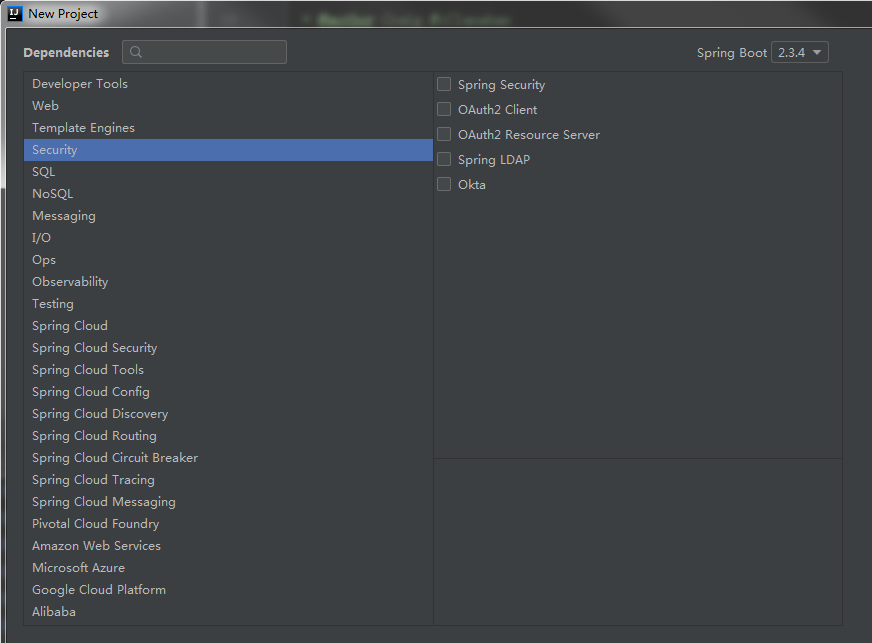 New Project
Dependencies
Spring Boot 2.3.4
Developer Tools
Web
Template Engines
Security
SQL
NoSQL
Messaging
I/O
Ops
Observability
Testing
Spring Cloud
Spring Cloud Security
Spring Cloud Tools
Spring Cloud Config
Spring Cloud Discovery
Spring Cloud Routing
Spring Cloud Circuit Breaker
Spring Cloud Tracing
Spring Cloud Messaging
Pivotal Cloud Foundry
Amazon Web Services
Microsoft Azure
Google Cloud Platform
Alibaba
Spring Security
OAuth2 Client
OAuth2 Resource Server
Spring LDAP
Okta